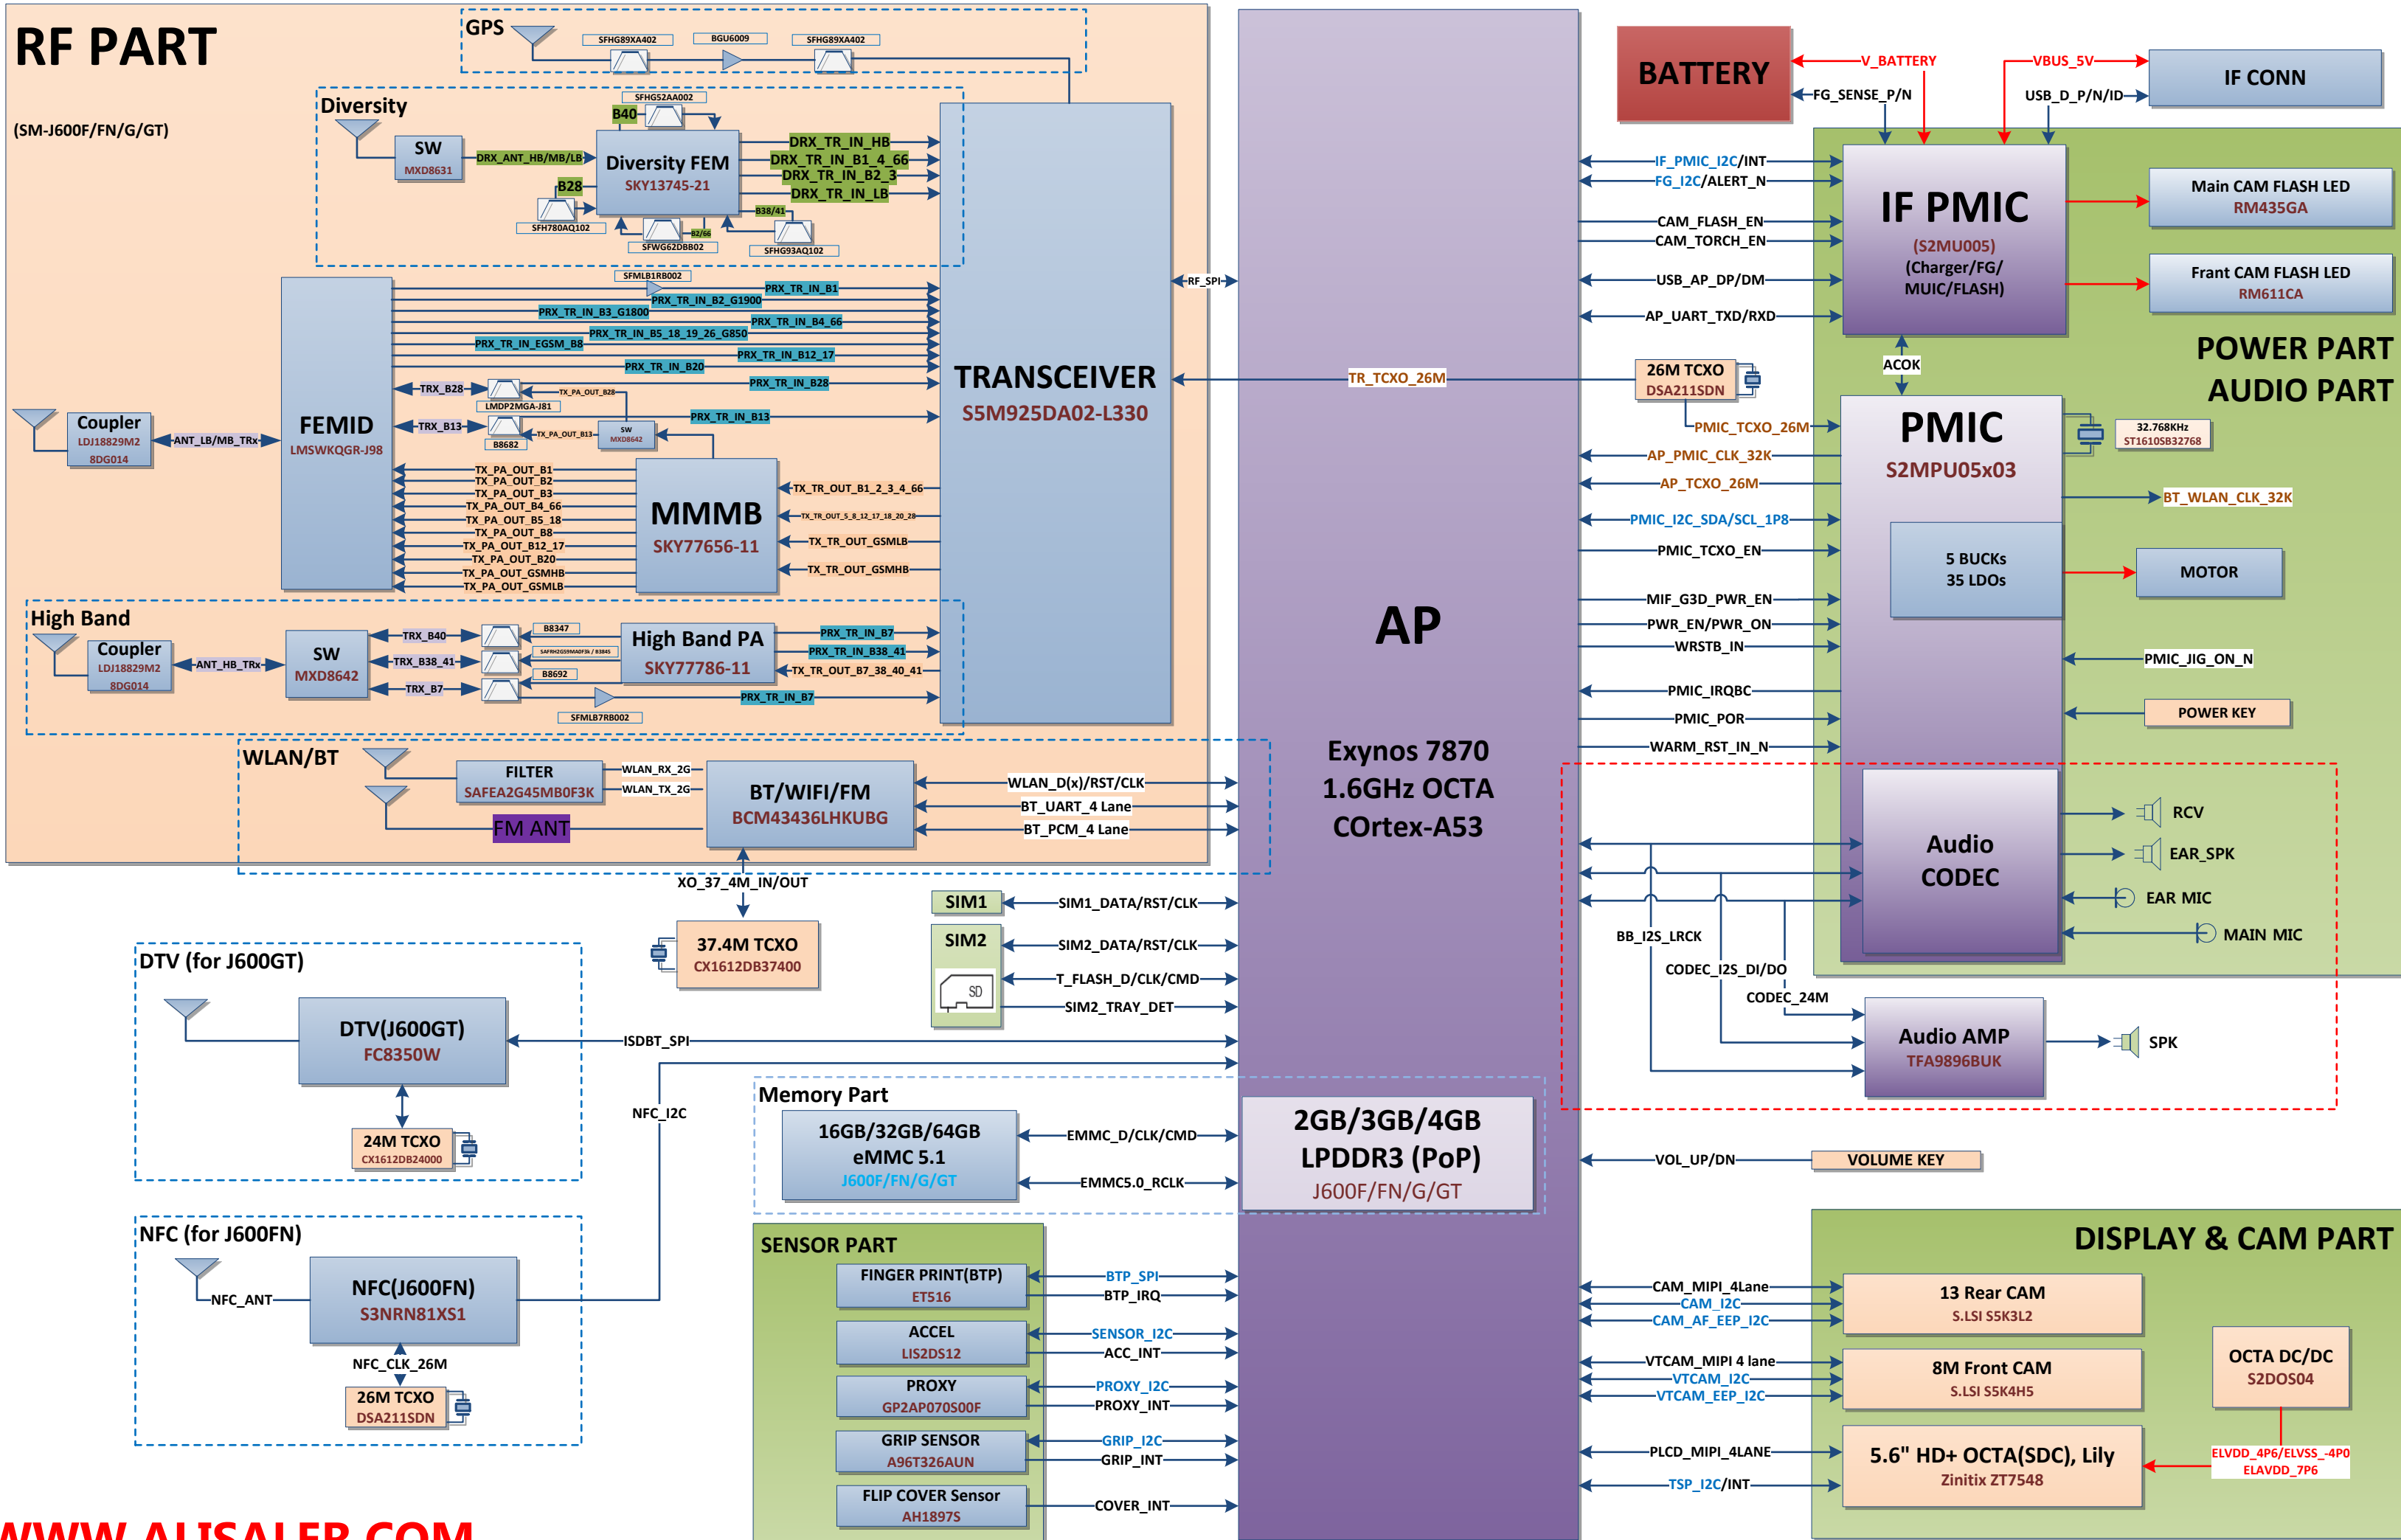 RF PART
(SM-J600F/FN/G/GT)
GPS
SFHG89XA402
BGU6009
SFHG89XA402
Diversity
SW
MXD8631
DRX_ANT_HB/MB/LB
B40
SFHG52AA002
Diversity FEM
SKY13745-21
B28
SFH780AQ102
SFWG62DBB02
B2/66
B38/41
SFHG93AQ102
DRX_TR_IN_HB
DRX_TR_IN_B1_4_66
DRX_TR_IN_B2_3
DRX_TR_IN_LB
TRANSCEIVER
S5M925DA02-L330
RF_SPI
SFMLB1RB002
PRX_TR_IN_B1
PRX_TR_IN_B2_G1900
PRX_TR_IN_B3_G1800
PRX_TR_IN_B4_66
PRX_TR_IN_B5_18_19_26_G850
PRX_TR_IN_EGSM_B8
PRX_TR_IN_B12_17
PRX_TR_IN_B20
TRX_B28
PRX_TR_IN_B28
LMDP2MGA-J81
TX_PA_OUT_B28
TRX_B13
PRX_TR_IN_B13
B8682
TX_PA_OUT_B13
SW
MXD8642
Coupler
LDJ18829M2
8DG014
ANT_LB/MB_TRx
FEMID
LMSWKQGR-J98
TX_PA_OUT_B1
TX_PA_OUT_B2
TX_PA_OUT_B3
TX_PA_OUT_B4_66
TX_PA_OUT_B5_18
TX_PA_OUT_B8
TX_PA_OUT_B12_17
TX_PA_OUT_B20
TX_PA_OUT_GSMHB
TX_PA_OUT_GSMLB
MMMB
SKY77656-11
TX_TR_OUT_B1_2_3_4_66
TX_TR_OUT_5_8_12_17_18_20_28
TX_TR_OUT_GSMLB
TX_TR_OUT_GSMHB
High Band
Coupler
LDJ18829M2
8DG014
ANT_HB_TRx
SW
MXD8642
TRX_B40
TRX_B38_41
TRX_B7
B8347
SAFRH2G59MA0F3k / B3845
B8692
High Band PA
SKY77786-11
PRX_TR_IN_B7
PRX_TR_IN_B38_41
TX_TR_OUT_B7_38_40_41
PRX_TR_IN_B7
SFMLB7RB002
WLAN/BT
FILTER
SAFEA2G45MB0F3K
WLAN_RX_2G
WLAN_TX_2G
FM ANT
BT/WIFI/FM
BCM43436LHKUBG
WLAN_D(x)/RST/CLK
BT_UART_4 Lane
BT_PCM_4 Lane
XO_37_4M_IN/OUT
37.4M TCXO
CX1612DB37400
SIM1
SIM1_DATA/RST/CLK
SIM2
SD
SIM2_DATA/RST/CLK
T_FLASH_D/CLK/CMD
SIM2_TRAY_DET
DTV (for J600GT)
DTV(J600GT)
FC8350W
ISDBT_SPI
24M TCXO
CX1612DB24000
NFC (for J600FN)
NFC_ANT
NFC(J600FN)
S3NRN81XS1
NFC_I2C
NFC_CLK_26M
26M TCXO
DSA211SDN
Memory Part
16GB/32GB/64GB
eMMC 5.1
J600F/FN/G/GT
EMMC_D/CLK/CMD
EMMC5.0_RCLK
2GB/3GB/4GB
LPDDR3 (PoP)
J600F/FN/G/GT
SENSOR PART
FINGER PRINT(BTP)
ET516
BTP_SPI
BTP_IRQ
ACCEL
LIS2DS12
SENSOR_I2C
ACC_INT
PROXY
GP2AP070S00F
PROXY_I2C
PROXY_INT
GRIP SENSOR
A96T326AUN
GRIP_I2C
GRIP_INT
FLIP COVER Sensor
AH1897S
COVER_INT
AP
Exynos 7870
1.6GHz OCTA
COrtex-A53
BATTERY
V_BATTERY
FG_SENSE_P/N
VBUS_5V
USB_D_P/N/ID
IF CONN
IF_PMIC_I2C/INT
FG_I2C/ALERT_N
CAM_FLASH_EN
CAM_TORCH_EN
USB_AP_DP/DM
AP_UART_TXD/RXD
IF PMIC
(S2MU005)
(Charger/FG/
MUIC/FLASH)
Main CAM FLASH LED
RM435GA
Frant CAM FLASH LED
RM611CA
POWER PART
AUDIO PART
ACOK
TR_TCXO_26M
26M TCXO
DSA211SDN
PMIC_TCXO_26M
AP_PMIC_CLK_32K
AP_TCXO_26M
PMIC_I2C_SDA/SCL_1P8
PMIC_TCXO_EN
MIF_G3D_PWR_EN
PWR_EN/PWR_ON
WRSTB_IN
PMIC_IRQBC
PMIC_POR
WARM_RST_IN_N
PMIC
S2MPU05x03
32.768KHz
ST1610SB32768
BT_WLAN_CLK_32K
5 BUCKs
35 LDOs
MOTOR
PMIC_JIG_ON_N
POWER KEY
Audio
CODEC
RCV
EAR_SPK
EAR MIC
MAIN MIC
BB_I2S_LRCK
CODEC_I2S_DI/DO
CODEC_24M
Audio AMP
TFA9896BUK
SPK
VOL_UP/DN
VOLUME KEY
DISPLAY & CAM PART
CAM_MIPI_4Lane
CAM_I2C
CAM_AF_EEP_I2C
13 Rear CAM
S.LSI S5K3L2
VTCAM_MIPI 4 lane
VTCAM_I2C
VTCAM_EEP_I2C
8M Front CAM
S.LSI S5K4H5
OCTA DC/DC
S2DOS04
PLCD_MIPI_4LANE
TSP_I2C/INT
5.6" HD+ OCTA(SDC), Lily
Zinitix ZT7548
ELVDD_4P6/ELVSS_-4P0
ELAVDD_7P6
WWW.ALISALER.COM